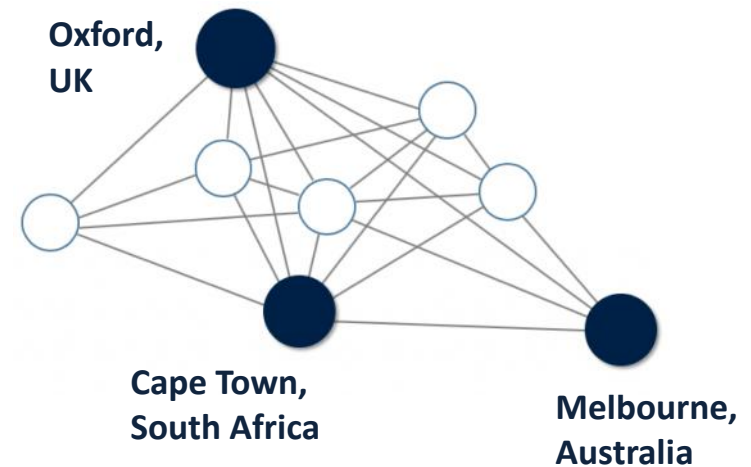 Oxford,
UK
Cape Town,
South Africa
Melbourne,
Australia